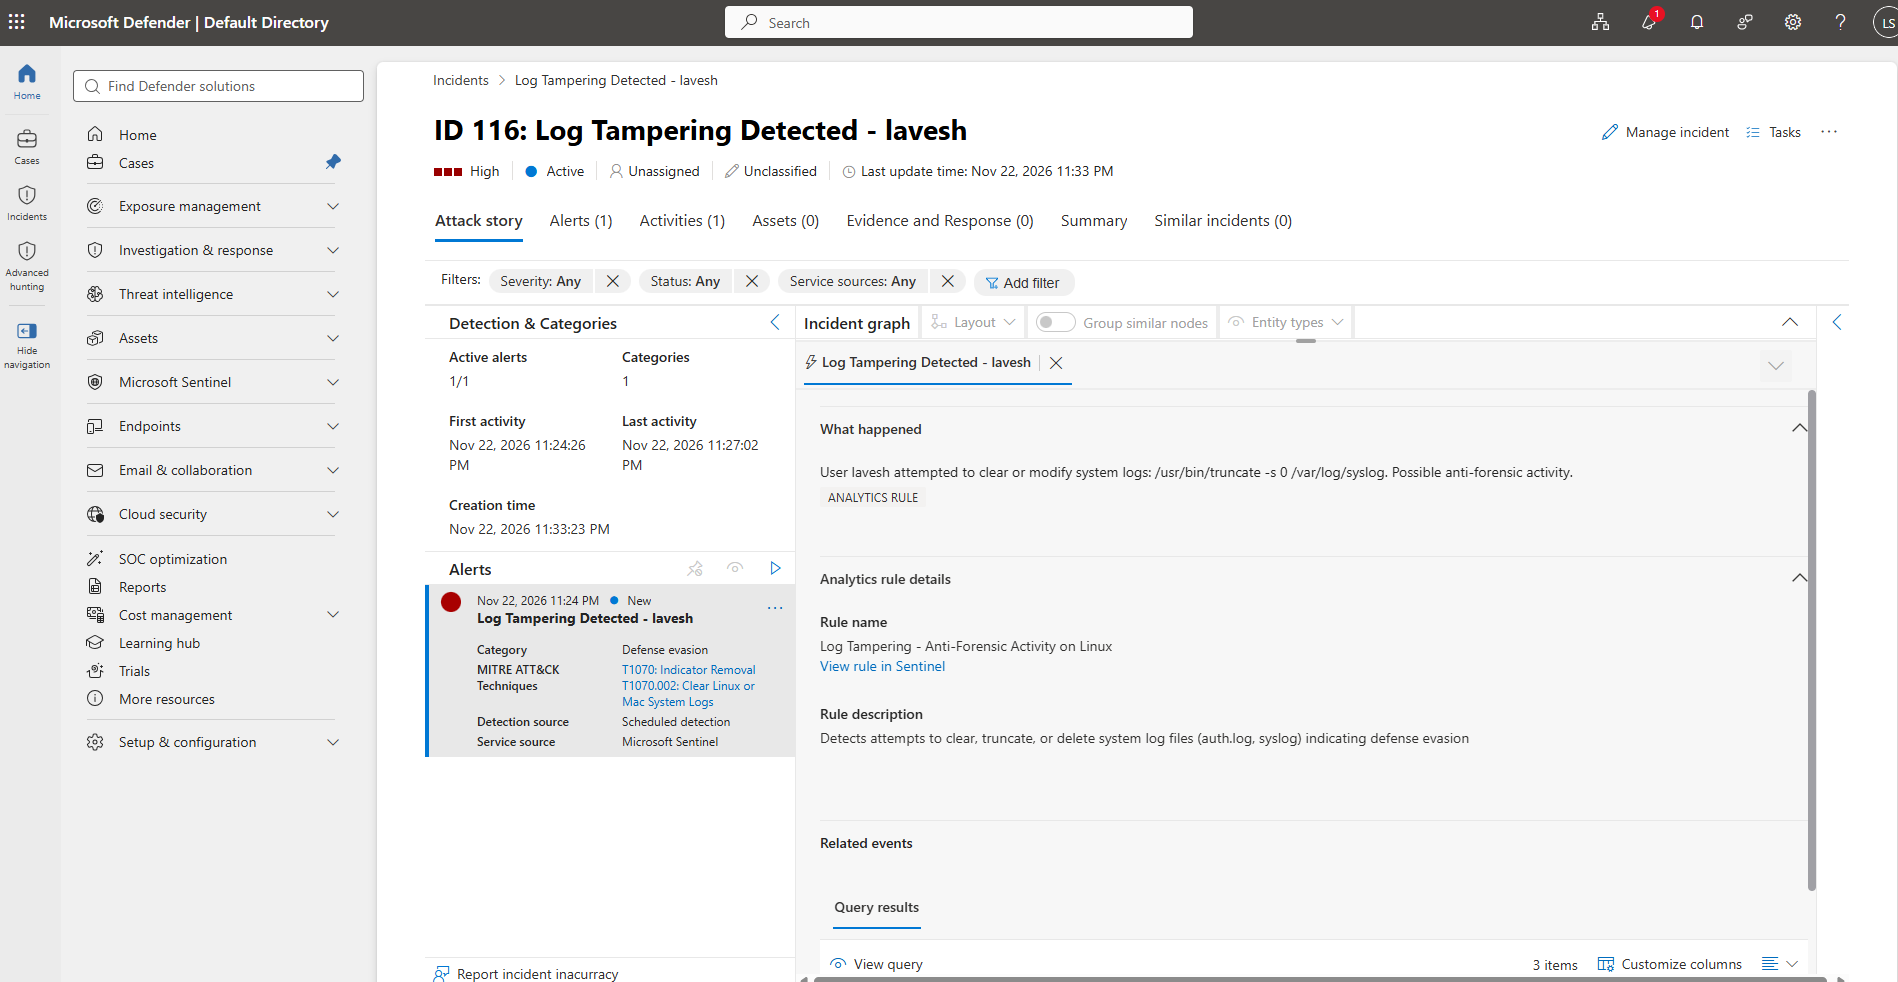 Microsoft Defender | Default Directory
Search
1
LS
Home
Cases
Incidents
Advanced
hunting
Hide
navigation
Find Defender solutions
Home
Cases
Exposure management
Investigation & response
Threat intelligence
Assets
Microsoft Sentinel
Endpoints
Email & collaboration
Cloud security
SOC optimization
Reports
Cost management
Learning hub
Trials
More resources
Setup & configuration
Incidents > Log Tampering Detected - lavesh
ID 116: Log Tampering Detected - lavesh
Manage incident
Tasks
High
Active
Unassigned
Unclassified
Last update time: Nov 22, 2026 11:33 PM
Attack story
Alerts (1)
Activities (1)
Assets (0)
Evidence and Response (0)
Summary
Similar incidents (0)
Filters:
Severity: Any
Status: Any
Service sources: Any
Add filter
Detection & Categories
Active alerts
Categories
1/1
1
First activity
Last activity
Nov 22, 2026 11:24:26
PM
Nov 22, 2026 11:27:02
PM
Creation time
Nov 22, 2026 11:33:23 PM
Alerts
Nov 22, 2026 11:24 PM
New
Log Tampering Detected - lavesh
Category
Defense evasion
MITRE ATT&CK
Techniques
T1070: Indicator Removal
T1070.002: Clear Linux or
Mac System Logs
Detection source
Scheduled detection
Service source
Microsoft Sentinel
Report incident inacurracy
Incident graph
Layout
Group similar nodes
Entity types
Log Tampering Detected - lavesh
What happened
User lavesh attempted to clear or modify system logs: /usr/bin/truncate -s 0 /var/log/syslog. Possible anti-forensic activity.
ANALYTICS RULE
Analytics rule details
Rule name
Log Tampering - Anti-Forensic Activity on Linux
View rule in Sentinel
Rule description
Detects attempts to clear, truncate, or delete system log files (auth.log, syslog) indicating defense evasion
Related events
Query results
View query
3 items
Customize columns